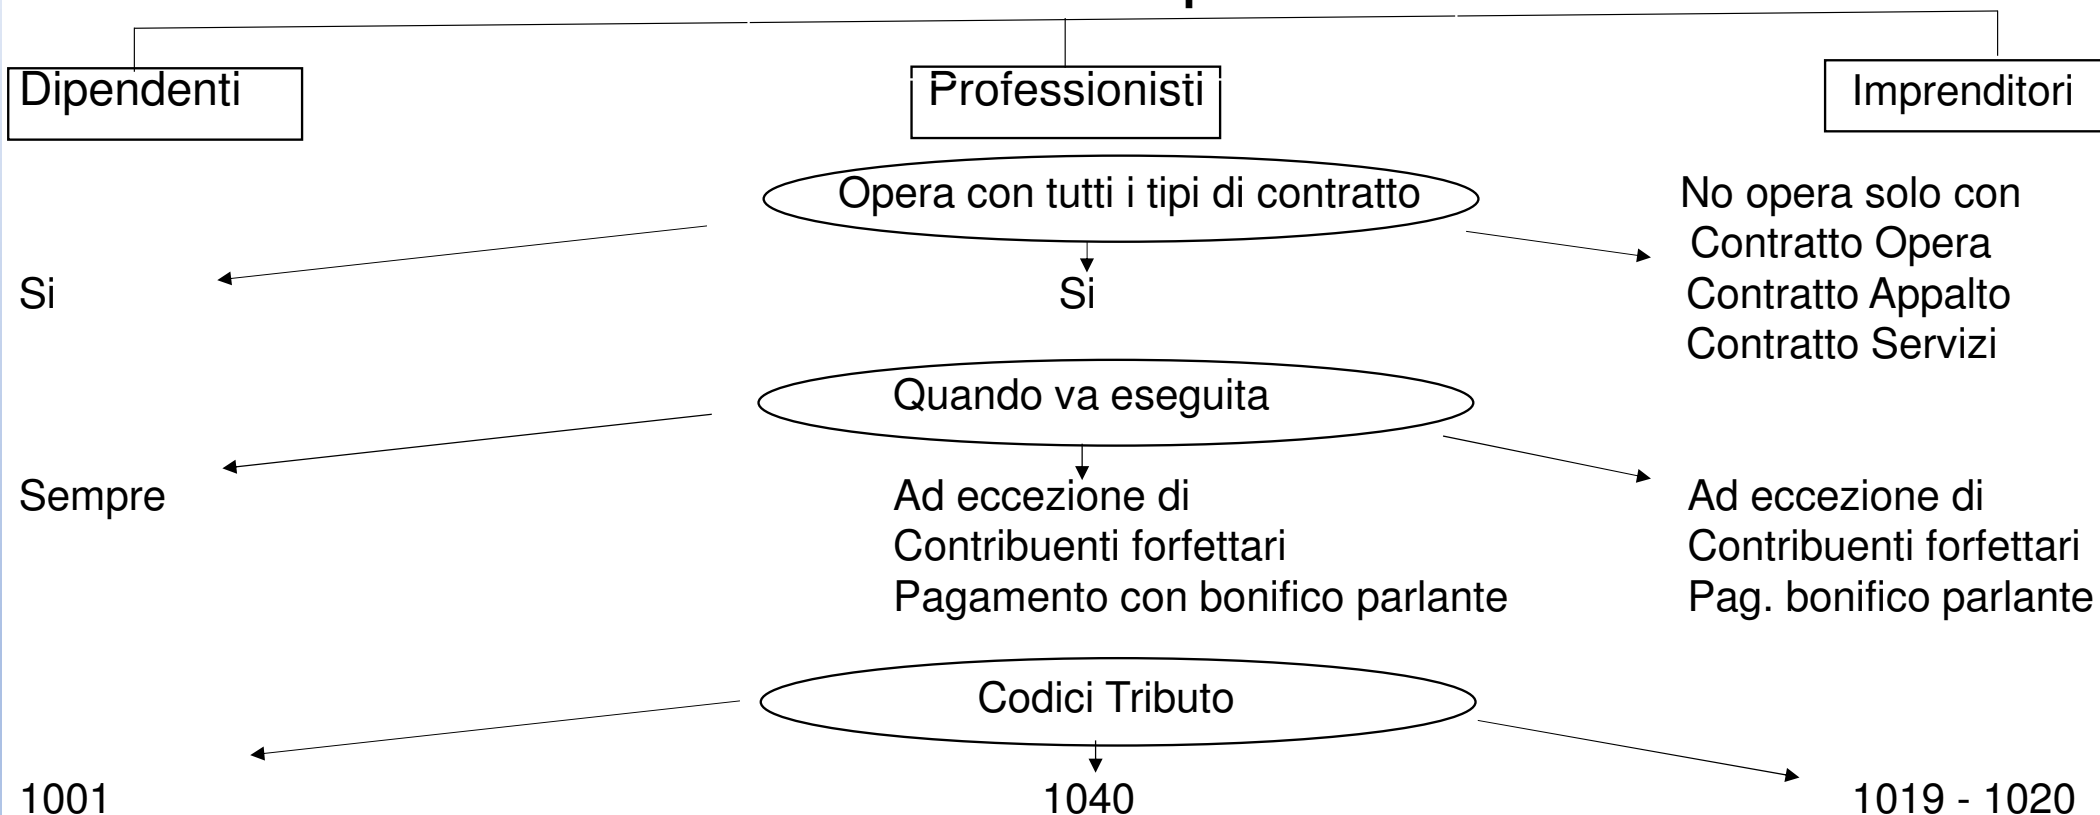 Dipendenti
Professionisti
Imprenditori
Opera con tutti i tipi di contratto
Si
Si
No opera solo con
Contratto Opera
Contratto Appalto
Contratto Servizi
Quando va eseguita
Sempre
Ad eccezione di
Contribuenti forfettari
Pagamento con bonifico parlante
Ad eccezione di
Contribuenti forfettari
Pag. bonifico parlante
Codici Tributo
1001
1040
1019 - 1020